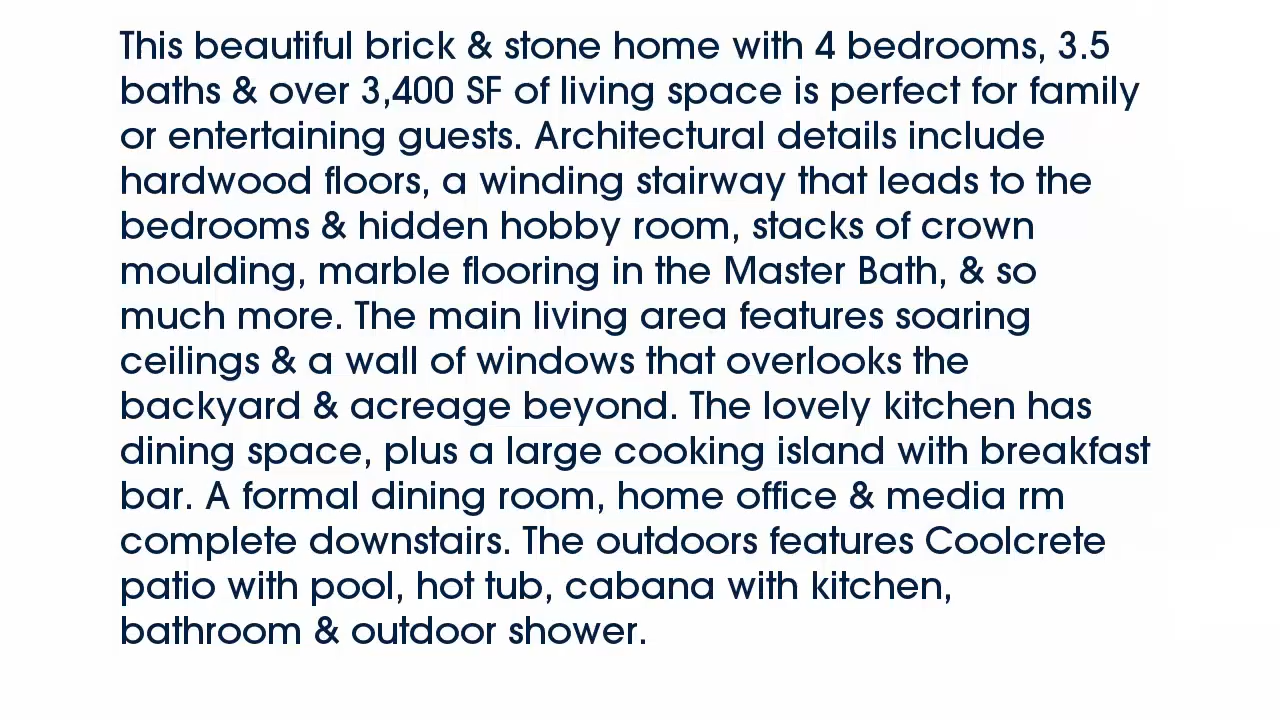 This beautiful brick & stone home with 4 bedrooms, 3.5
baths & over 3,400 SF of living space is perfect for family
or entertaining guests. Architectural details include
hardwood floors, a winding stairway that leads to the
bedrooms & hidden hobby room, stacks of crown
moulding, marble flooring in the Master Bath, & so
much more. The main living area features soaring
ceilings & a wall of windows that overlooks the
backyard & acreage beyond. The lovely kitchen has
dining space, plus a large cooking island with breakfast
bar. A formal dining room, home office & media rm
complete downstairs. The outdoors features Coolcrete
patio with pool, hot tub, cabana with kitchen,
bathroom & outdoor shower.